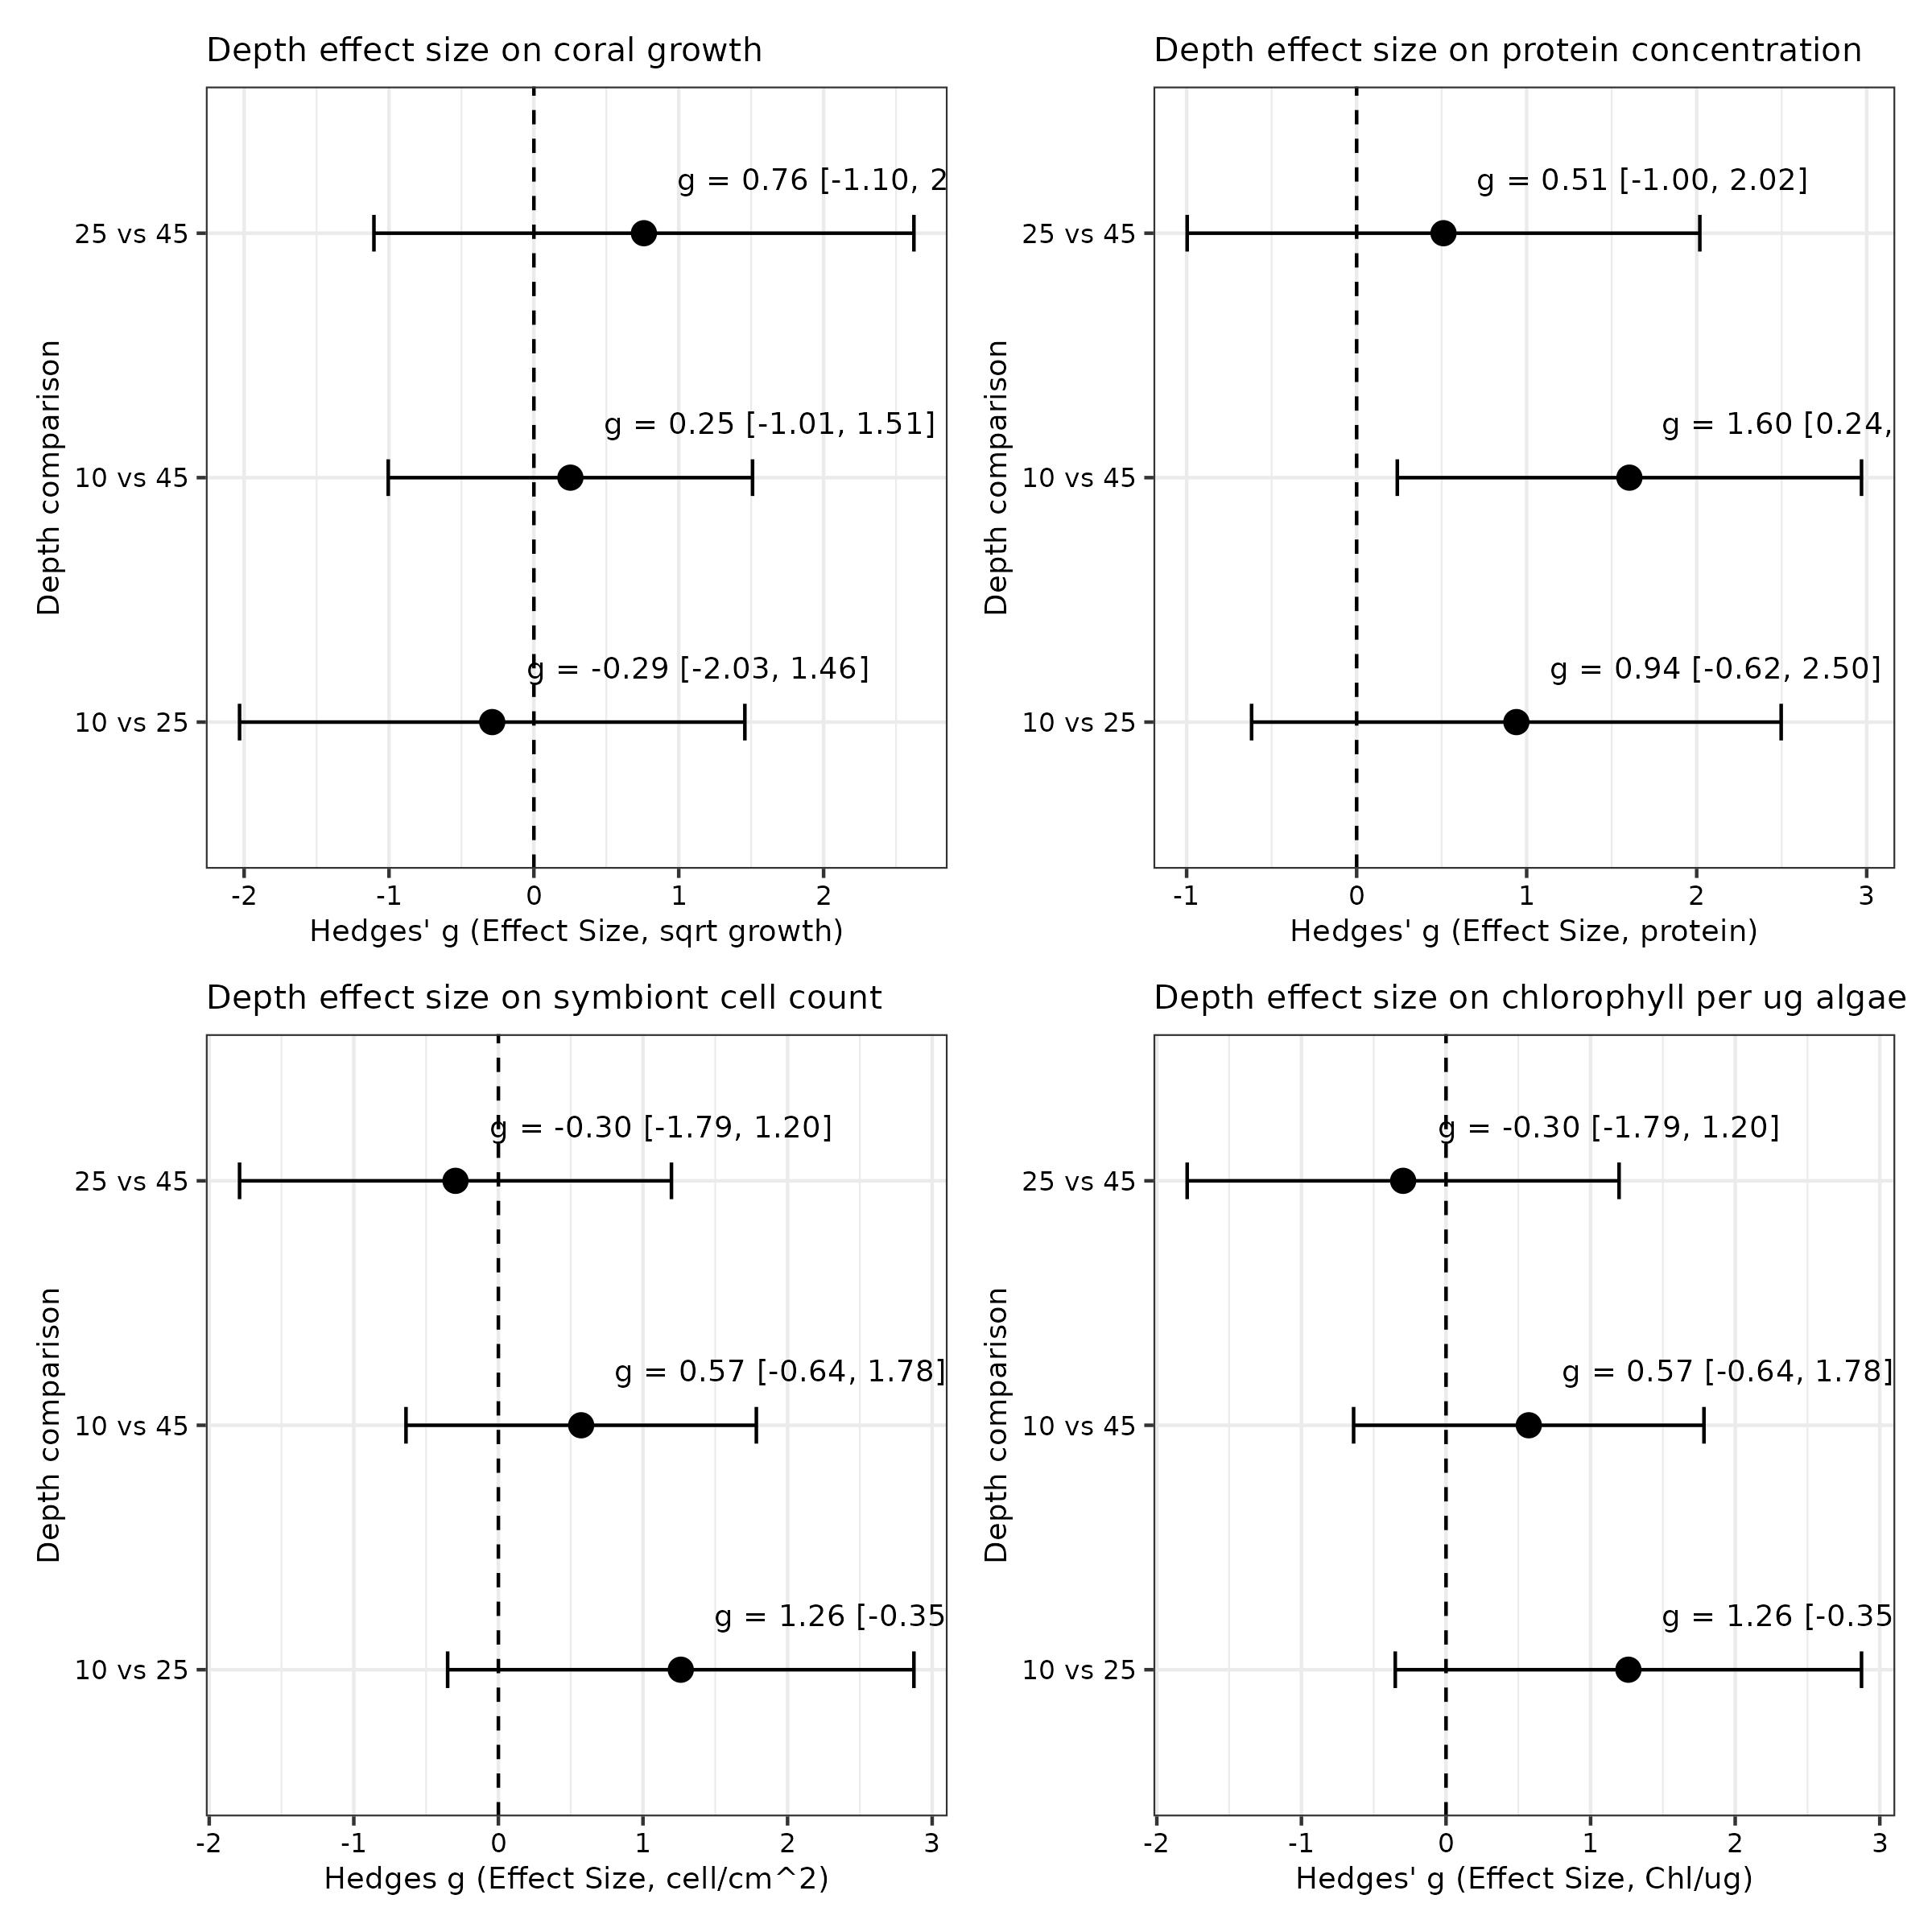 Depth effect size on coral growth
Depth comparison
25 vs 45
10 vs 45
10 vs 25
g = 0.76 [-1.10, 2
g = 0.25 [-1.01, 1.51]
g = -0.29 [-2.03, 1.46]
-2 -1 0 1 2
Hedges' g (Effect Size, sqrt growth)
Depth effect size on protein concentration
Depth comparison
25 vs 45
10 vs 45
10 vs 25
g = 0.51 [-1.00, 2.02]
g = 1.60 [0.24,
g = 0.94 [-0.62, 2.50]
-1 0 1 2 3
Hedges' g (Effect Size, protein)
Depth effect size on symbiont cell count
Depth comparison
25 vs 45
10 vs 45
10 vs 25
g = -0.30 [-1.79, 1.20]
g = 0.57 [-0.64, 1.78]
g = 1.26 [-0.35
-2 -1 0 1 2 3
Hedges g (Effect Size, cell/cm^2)
Depth effect size on chlorophyll per ug algae
Depth comparison
25 vs 45
10 vs 45
10 vs 25
g = -0.30 [-1.79, 1.20]
g = 0.57 [-0.64, 1.78]
g = 1.26 [-0.35
-2 -1 0 1 2 3
Hedges' g (Effect Size, Chl/ug)